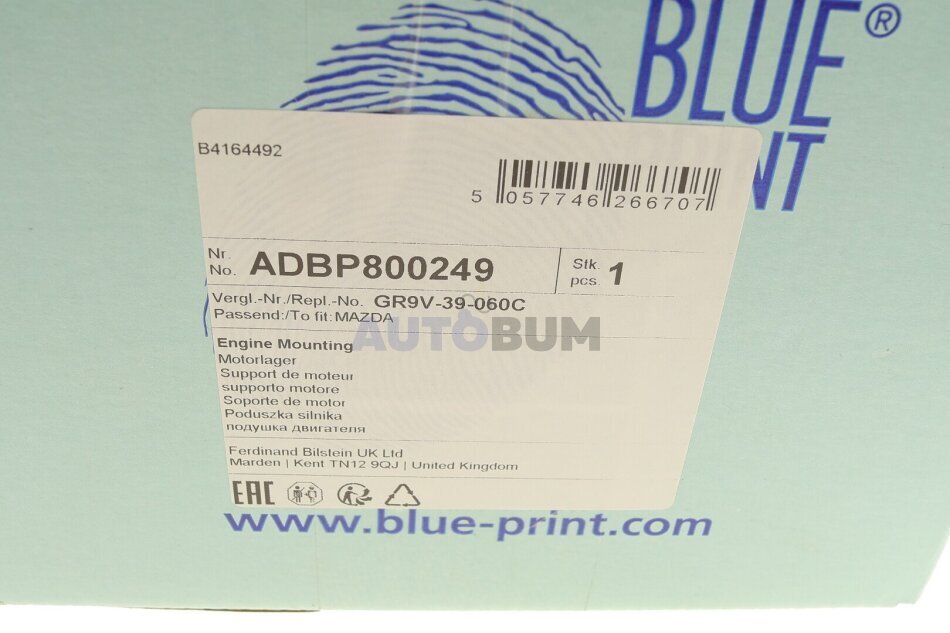 BLUE®
NT
B4164492
5 057746 266707
Nr.
No. ADBP800249
Stk.
pcs. 1
Vergl.-Nr./Repl.-No. GR9V-39-060C
Passend:/To fit: MAZDA
AUTOBUM
Engine Mounting
Motorlager
Support de moteur
supporto motore
Soporte de motor
Poduszka silnika
подушка двигателя
Ferdinand Bilstein UK Ltd
Marden | Kent TN12 9QJ | United Kingdom
EAC
www.blue-print.com